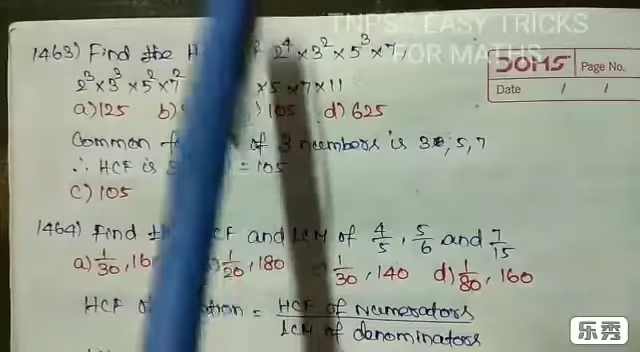 TNPSC EASY TRICKS
FOR MATHS
1463) Find the H 2⁴×3²×5³×7,
2³×3³×5²×7² ×5×7×11
a) 125 b) ) 105 d) 625
Common of 3 numbers is 3, 5, 7
∴ HCF is = 105
c) 105
DOMS Page No.
Date / /
1464) Find CF and LCM of 4/5, 5/6 and 7/15
a) 1/30, 1/20, 180 1/30, 140 d) 1/80, 160
HCF = HCF of Numerators
LCM of denominators
乐秀